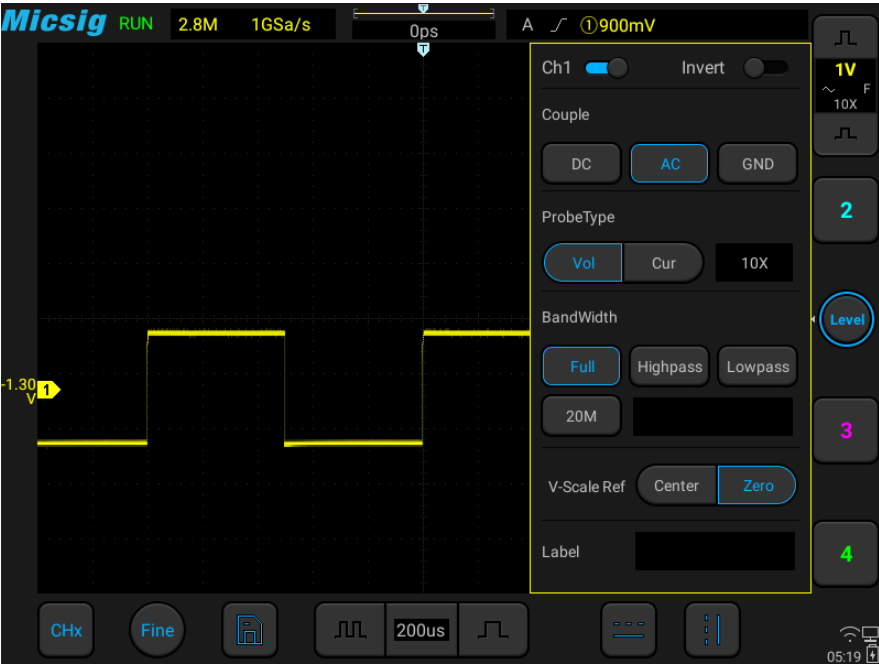 Micsig RUN 2.8M 1GSa/s 0ps A ①900mV
T
T
Ch1 Invert
1V
F
10X
Couple
DC AC GND
2
ProbeType
Vol Cur 10X
BandWidth
Level
Full Highpass Lowpass
-1.30
V
1
20M
3
V-Scale Ref Center Zero
Label
4
CHx Fine 200us
05:19